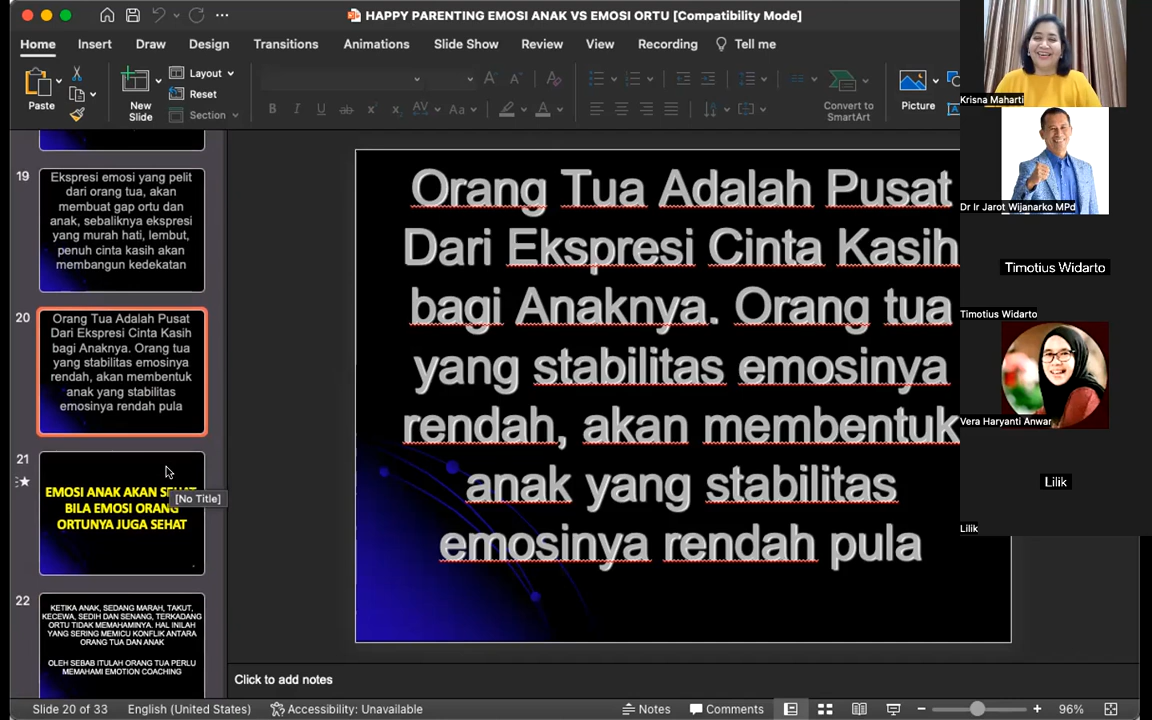 HAPPY PARENTING EMOSI ANAK VS EMOSI ORTU [Compatibility Mode]
Home Insert Draw Design Transitions Animations Slide Show Review View Recording Tell me
Paste
New
Slide
Layout
Reset
Section
B I U ab X X AV Aa A
Convert to
SmartArt
Picture
19
Ekspresi emosi yang pelit
dari orang tua, akan
membuat gap ortu dan
anak, sebaliknya ekspresi
yang murah hati, lembut,
penuh cinta kasih akan
membangun kedekatan
20
Orang Tua Adalah Pusat
Dari Ekspresi Cinta Kasih
bagi Anaknya. Orang tua
yang stabilitas emosinya
rendah, akan membentuk
anak yang stabilitas
emosinya rendah pula
21
EMOSI ANAK AKAN SEHAT
BILA EMOSI ORANG
ORTUNYA JUGA SEHAT
[No Title]
22
KETIKA ANAK, SEDANG MARAH, TAKUT,
KECEWA, SEDIH DAN SENANG, TERKADANG
ORTU TIDAK MEMAHAMINYA. HAL INILAH
YANG SERING MEMICU KONFLIK ANTARA
ORANG TUA DAN ANAK
OLEH SEBAB ITULAH ORANG TUA PERLU
MEMAHAMI EMOTION COACHING
Orang Tua Adalah Pusat
Dari Ekspresi Cinta Kasih
bagi Anaknya. Orang tua
yang stabilitas emosinya
rendah, akan membentuk
anak yang stabilitas
emosinya rendah pula
Krisna Maharti
Dr Ir Jarot Wijanarko MPd
Timotius Widarto
Timotius Widarto
Vera Haryanti Anwar
Lilik
Lilik
Click to add notes
Slide 20 of 33 English (United States) Accessibility: Unavailable Notes Comments 96%